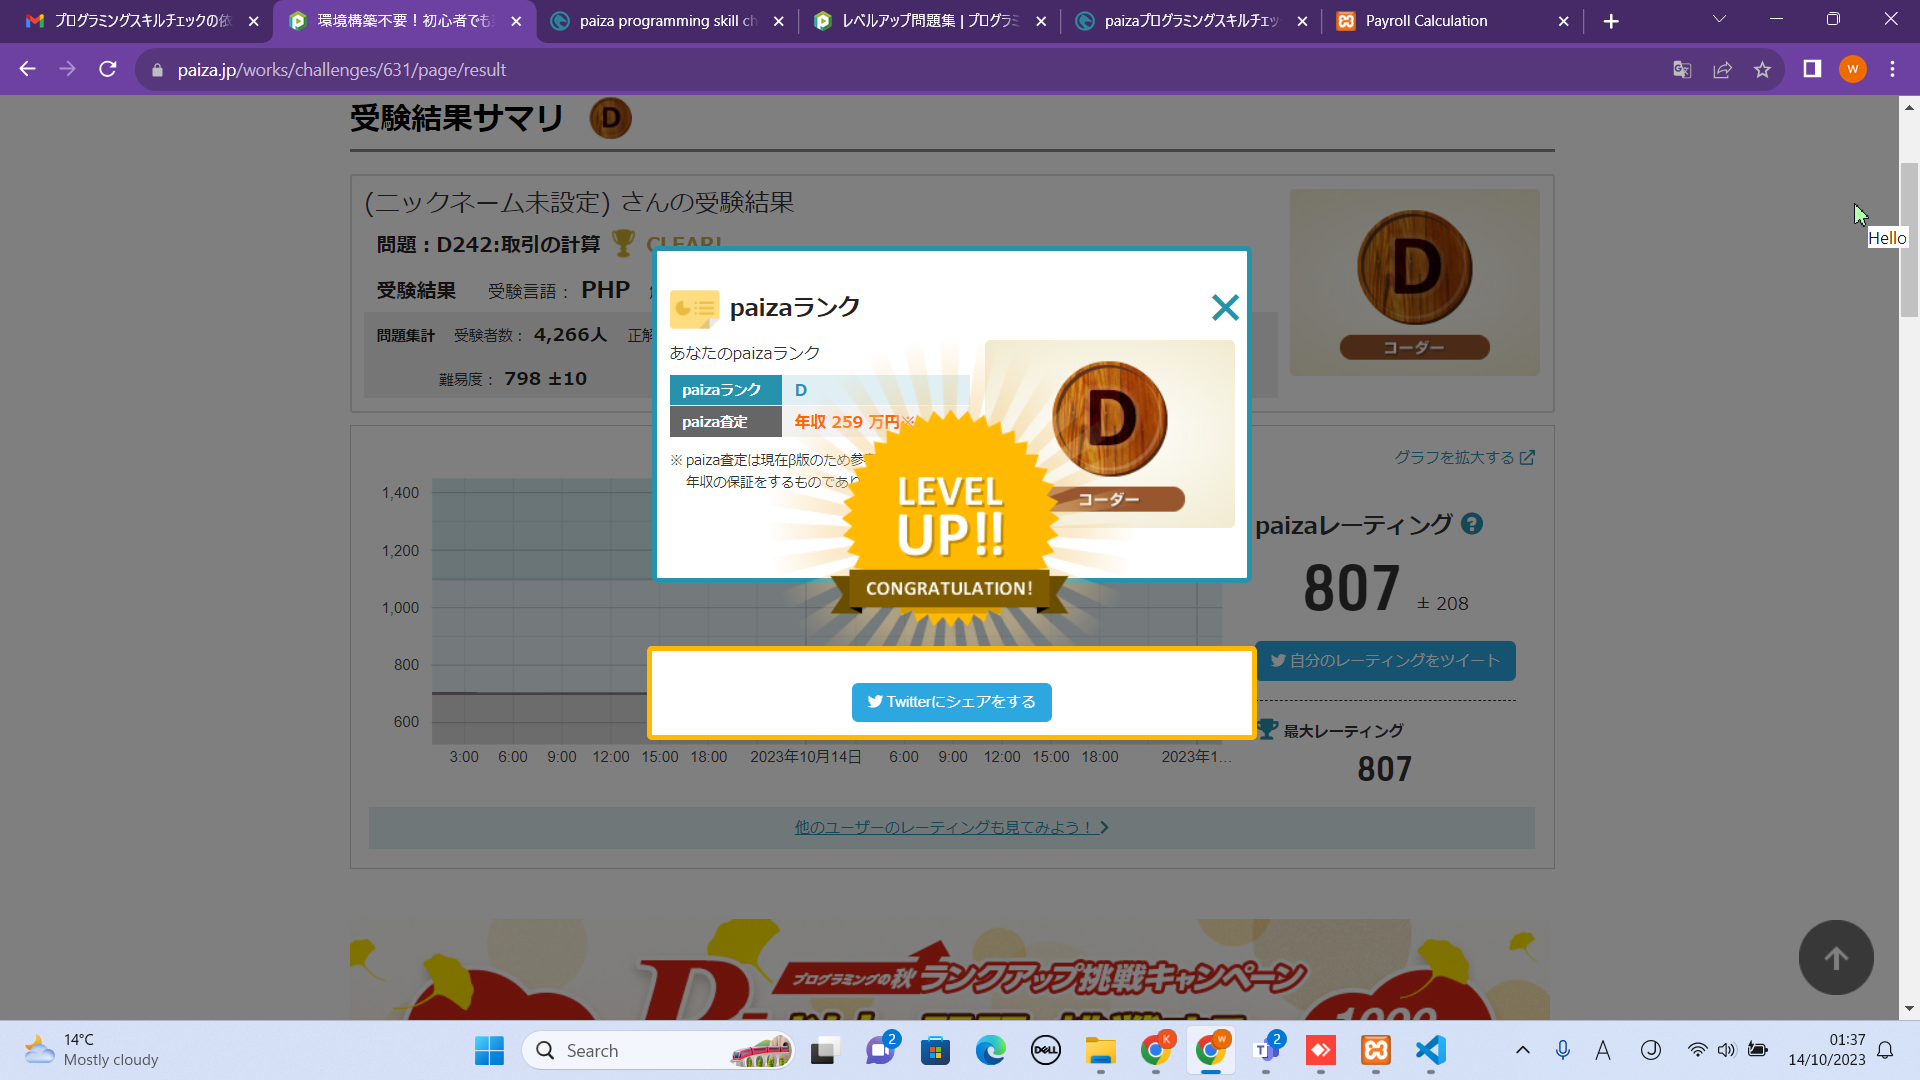 プログラミングスキルチェックの依
環境構築不要！初心者でも
paiza programming skill ch
レベルアップ問題集 | プログラミ
paizaプログラミングスキルチェッ
Payroll Calculation
paiza.jp/works/challenges/631/page/result
W
受験結果サマリ D
(ニックネーム未設定) さんの受験結果
問題：D242:取引の計算 CLEAR!
受験結果 受験言語： PHP
問題集計 受験者数： 4,266人 正解
難易度： 798 ±10
D
コーダー
Hello
paizaランク
あなたのpaizaランク
paizaランク D
paiza査定 年収 259 万円※
※ paiza査定は現在β版のため参考
年収の保証をするものであり
D
コーダー
LEVEL
UP!!
CONGRATULATION!
Twitterにシェアをする
グラフを拡大する
1,400
1,200
1,000
800
600
3:00 6:00 9:00 12:00 15:00 18:00 2023年10月14日 6:00 9:00 12:00 15:00 18:00 2023年1…
paizaレーティング ?
807 ± 208
自分のレーティングをツイート
最大レーティング
807
他のユーザーのレーティングも見てみよう！
プログラミングの秋 ランクアップ挑戦キャンペーン
14°C
Mostly cloudy
Search
2
DELL
K
W
2
A
J
01:37
14/10/2023